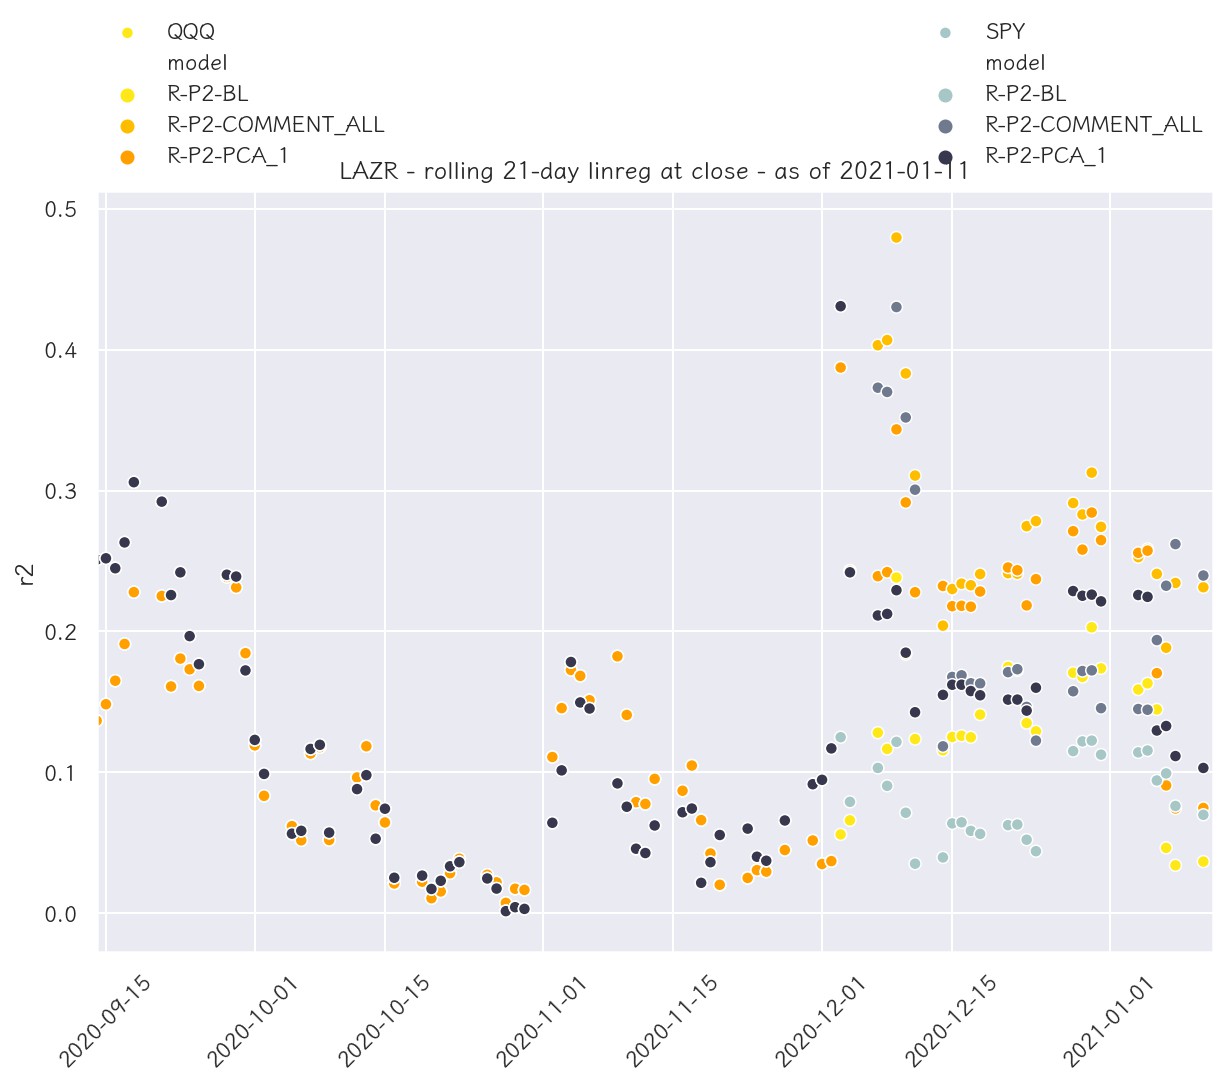 QQQ
model
R-P2-BL
R-P2-COMMENT_ALL
R-P2-PCA_1
SPY
model
R-P2-BL
R-P2-COMMENT_ALL
R-P2-PCA_1
LAZR - rolling 21-day linreg at close - as of 2021-01-11
r2
0.5
0.4
0.3
0.2
0.1
0.0
2020-09-15
2020-10-01
2020-10-15
2020-11-01
2020-11-15
2020-12-01
2020-12-15
2021-01-01